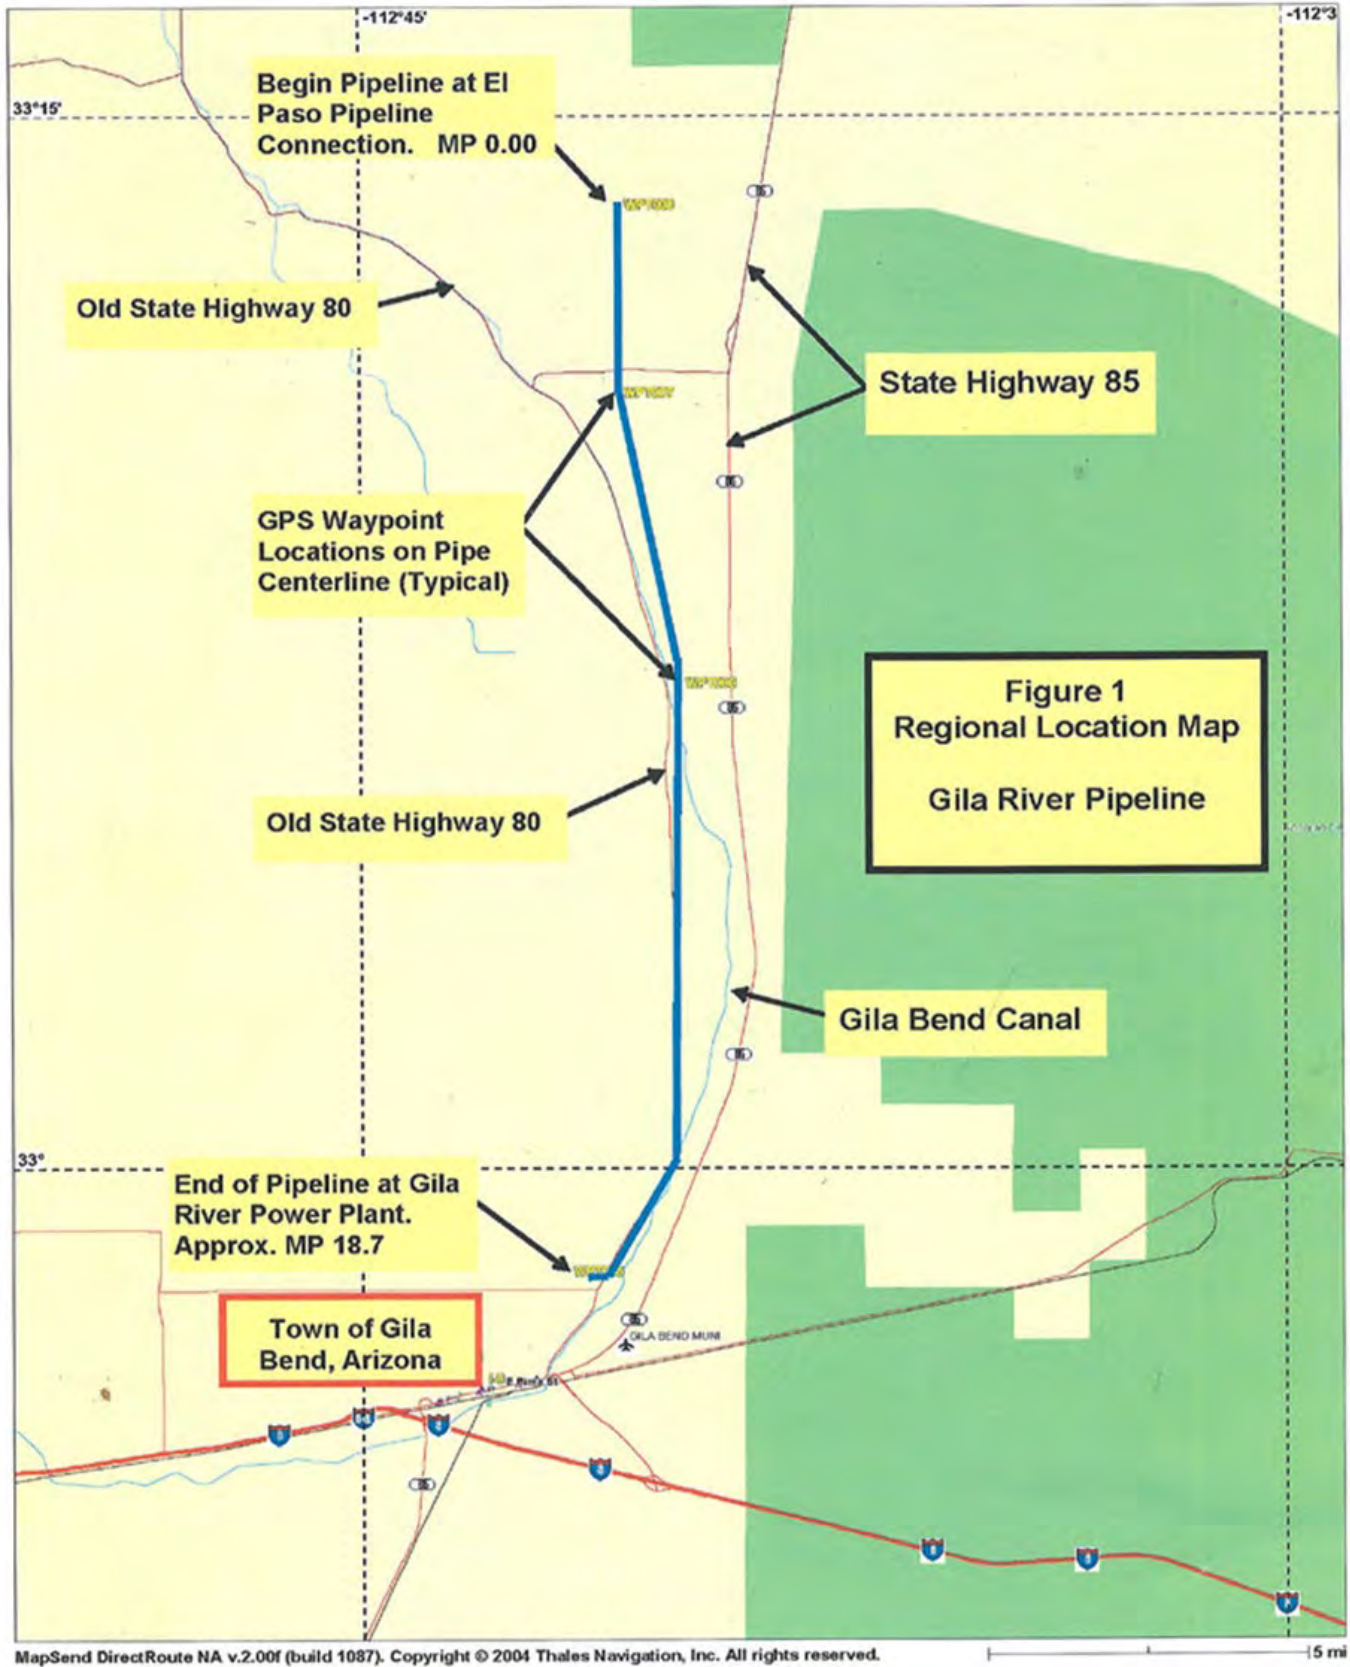 -112°45'
-112°3
33°15'
Begin Pipeline at El
Paso Pipeline
Connection. MP 0.00
Old State Highway 80
State Highway 85
GPS Waypoint
Locations on Pipe
Centerline (Typical)
Figure 1
Regional Location Map
Gila River Pipeline
Old State Highway 80
Gila Bend Canal
33°
End of Pipeline at Gila
River Power Plant.
Approx. MP 18.7
Town of Gila
Bend, Arizona
GILA BEND MUNI
MapSend DirectRoute NA v.2.00f (build 1087). Copyright © 2004 Thales Navigation, Inc. All rights reserved.
5 mi